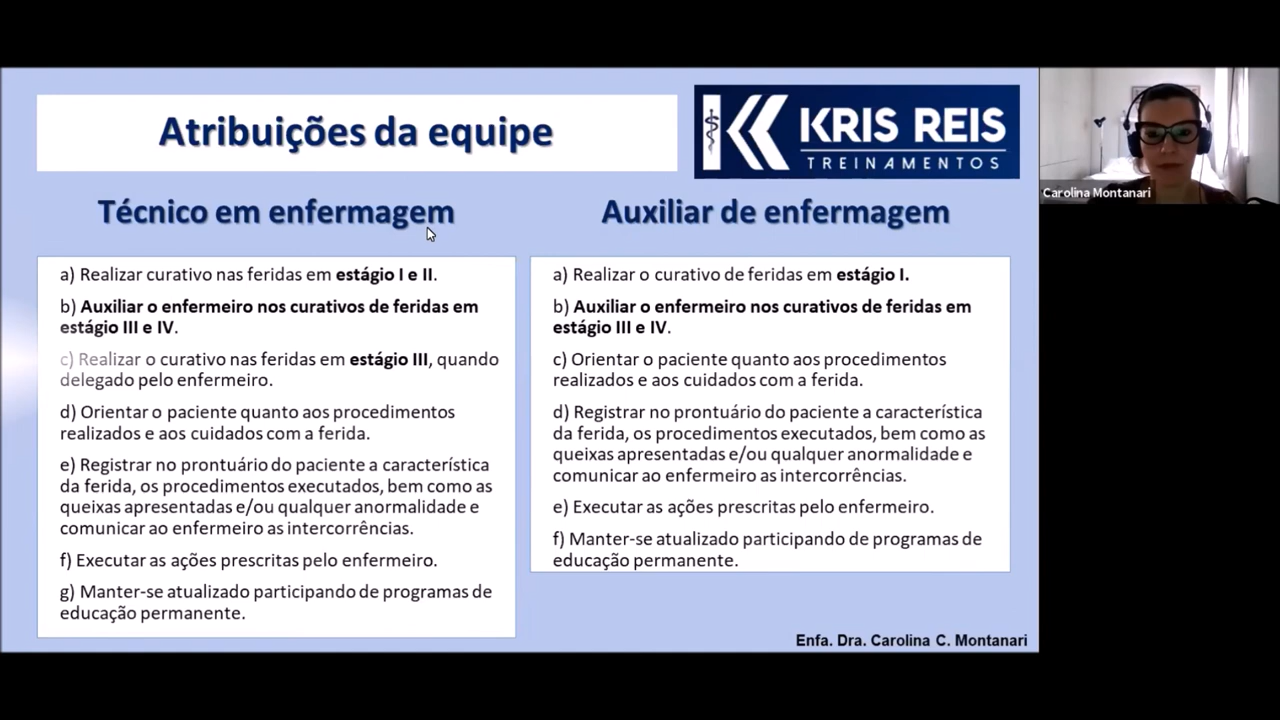 Atribuições da equipe
KRIS REIS
TREINAMENTOS
Carolina Montanari
Técnico em enfermagem
a) Realizar curativo nas feridas em estágio I e II.
b) Auxiliar o enfermeiro nos curativos de feridas em
estágio III e IV.
c) Realizar o curativo nas feridas em estágio III, quando
delegado pelo enfermeiro.
d) Orientar o paciente quanto aos procedimentos
realizados e aos cuidados com a ferida.
e) Registrar no prontuário do paciente a característica
da ferida, os procedimentos executados, bem como as
queixas apresentadas e/ou qualquer anormalidade e
comunicar ao enfermeiro as intercorrências.
f) Executar as ações prescritas pelo enfermeiro.
g) Manter-se atualizado participando de programas de
educação permanente.
Auxiliar de enfermagem
a) Realizar o curativo de feridas em estágio I.
b) Auxiliar o enfermeiro nos curativos de feridas em
estágio III e IV.
c) Orientar o paciente quanto aos procedimentos
realizados e aos cuidados com a ferida.
d) Registrar no prontuário do paciente a característica
da ferida, os procedimentos executados, bem como as
queixas apresentadas e/ou qualquer anormalidade e
comunicar ao enfermeiro as intercorrências.
e) Executar as ações prescritas pelo enfermeiro.
f) Manter-se atualizado participando de programas de
educação permanente.
Enfa. Dra. Carolina C. Montanari